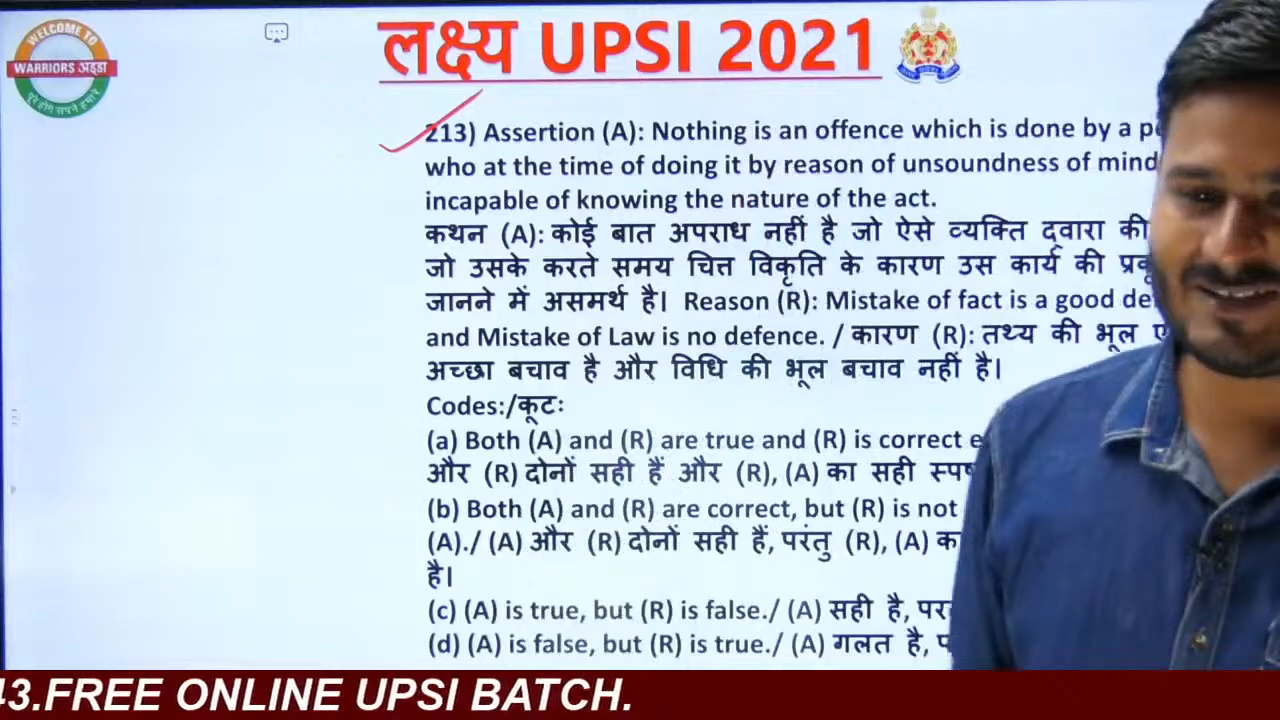 WELCOME TO
WARRIORS अड्डा
पूरे होंगे सपने हमारे
लक्ष्य UPSI 2021
213) Assertion (A): Nothing is an offence which is done by a
who at the time of doing it by reason of unsoundness of mind
incapable of knowing the nature of the act.
कथन (A): कोई बात अपराध नहीं है जो ऐसे व्यक्ति द्वारा की
जो उसके करते समय चित्त विकृति के कारण उस कार्य की
जानने में असमर्थ है। Reason (R): Mistake of fact is a good
and Mistake of Law is no defence. / कारण (R): तथ्य की भूल
अच्छा बचाव है और विधि की भूल बचाव नहीं है।
Codes:/कूटः
(a) Both (A) and (R) are true and (R) is correct
और (R) दोनों सही हैं और (R), (A) का सही
(b) Both (A) and (R) are correct, but (R) is not
(A)./ (A) और (R) दोनों सही हैं, परंतु (R), (A)
है।
(c) (A) is true, but (R) is false./ (A) सही है,
(d) (A) is false, but (R) is true./ (A) गलत है,
43.FREE ONLINE UPSI BATCH.